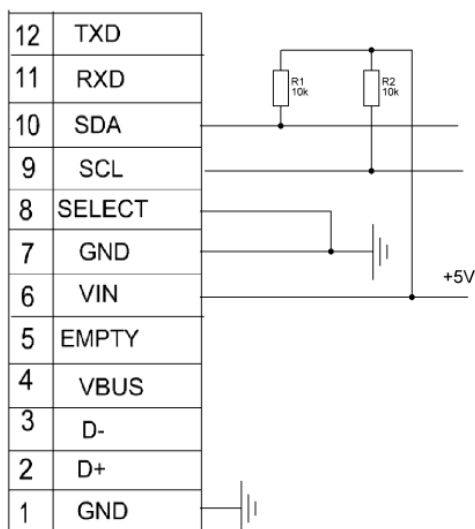 12 TXD
11 RXD
10 SDA
9 SCL
8 SELECT
7 GND
6 VIN
5 EMPTY
4 VBUS
3 D-
2 D+
1 GND
R1
10k
R2
10k
+5V